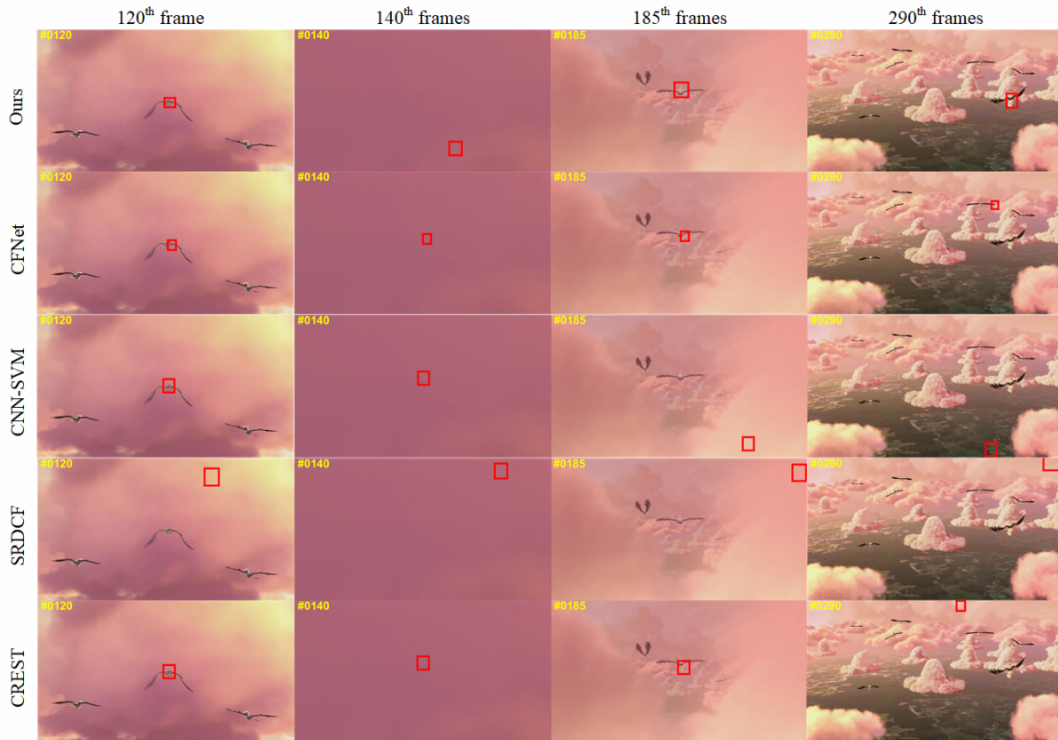 120th frame 140th frames 185th frames 290th frames
Ours #0120 #0140 #0185 #0290
CFNet #0120 #0140 #0185 #0290
CNN-SVM #0120 #0140 #0185 #0290
SRDCF #0120 #0140 #0185 #0290
CREST #0120 #0140 #0185 #0290